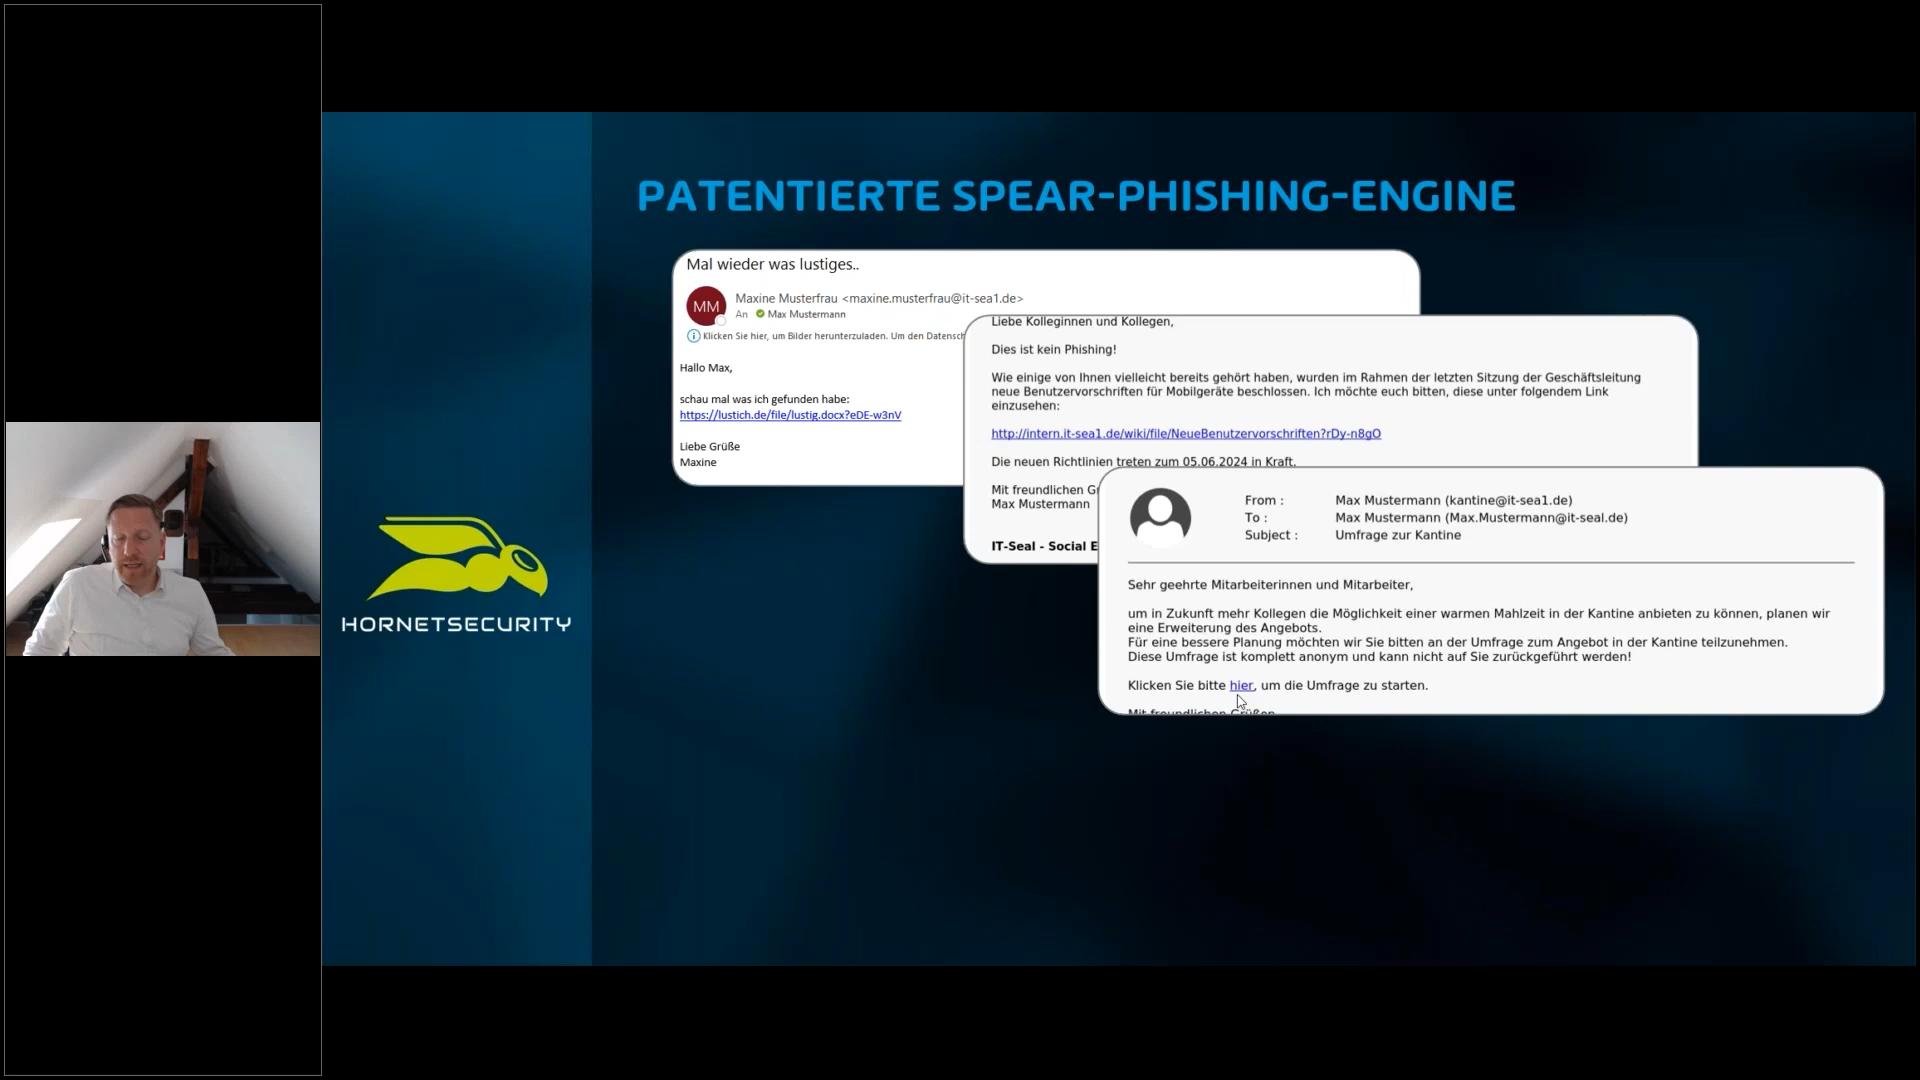 PATENTIERTE SPEAR-PHISHING-ENGINE
Mal wieder was lustiges..
MM
Maxine Musterfrau <maxine.musterfrau@it-sea1.de>
An Max Mustermann
Klicken Sie hier, um Bilder herunterzuladen. Um den Datensch
Hallo Max,
schau mal was ich gefunden habe:
https://lustich.de/file/lustig.docx?eDE-w3nV
Liebe Grüße
Maxine
Liebe Kolleginnen und Kollegen,
Dies ist kein Phishing!
Wie einige von Ihnen vielleicht bereits gehört haben, wurden im Rahmen der letzten Sitzung der Geschäftsleitung
neue Benutzervorschriften für Mobilgeräte beschlossen. Ich möchte euch bitten, diese unter folgendem Link
einzusehen:
http://intern.it-sea1.de/wiki/file/NeueBenutzervorschriften?rDy-n8gO
Die neuen Richtlinien treten zum 05.06.2024 in Kraft.
Mit freundlichen G
Max Mustermann
IT-Seal - Social E
From : Max Mustermann (kantine@it-sea1.de)
To : Max Mustermann (Max.Mustermann@it-seal.de)
Subject : Umfrage zur Kantine
Sehr geehrte Mitarbeiterinnen und Mitarbeiter,
um in Zukunft mehr Kollegen die Möglichkeit einer warmen Mahlzeit in der Kantine anbieten zu können, planen wir
eine Erweiterung des Angebots.
Für eine bessere Planung möchten wir Sie bitten an der Umfrage zum Angebot in der Kantine teilzunehmen.
Diese Umfrage ist komplett anonym und kann nicht auf Sie zurückgeführt werden!
Klicken Sie bitte hier, um die Umfrage zu starten.
Mit freundlichen Grüßen
HORNETSECURITY